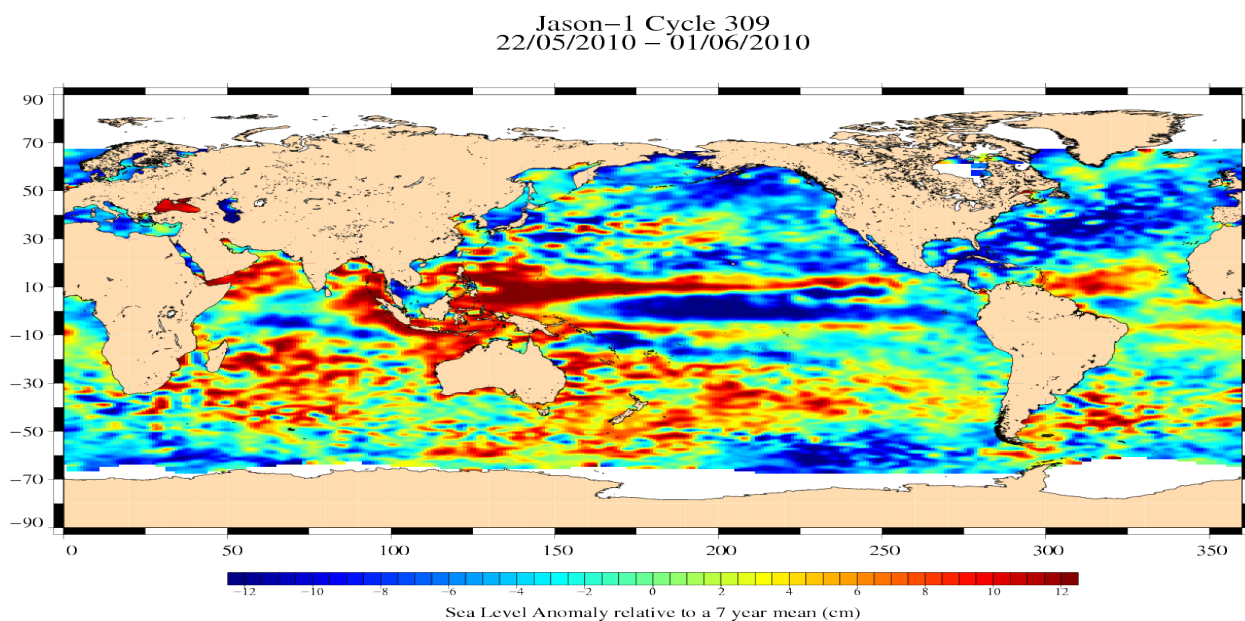 Jason−1 Cycle 309
22/05/2010 − 01/06/2010
90
70
50
30
10
−10
−30
−50
−70
−90
0 50 100 150 200 250 300 350
−12 −10 −8 −6 −4 −2 0 2 4 6 8 10 12
Sea Level Anomaly relative to a 7 year mean (cm)